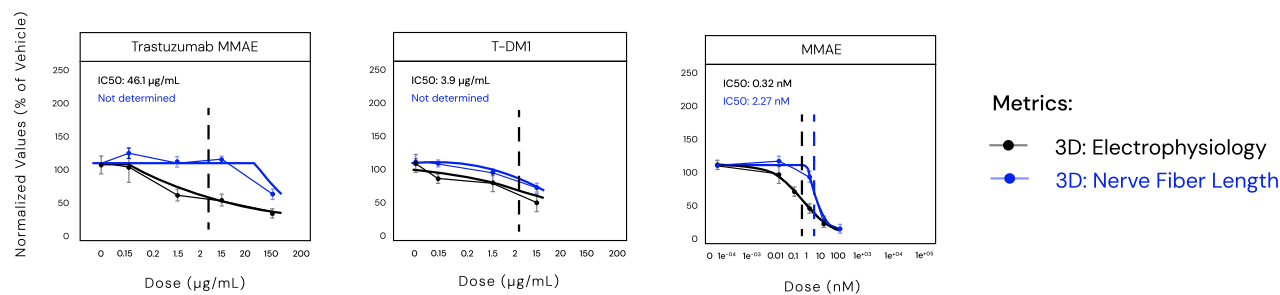 Normalized Values (% of Vehicle)
Trastuzumab MMAE
250
200
150
100
50
0
IC50: 46.1 µg/mL
Not determined
0 0.15 0.2 1.5 2 15 20 150 200
Dose (µg/mL)
T-DM1
250
200
150
100
50
0
IC50: 3.9 µg/mL
Not determined
0 0.15 0.2 1.5 2 15 20 150 200
Dose (µg/mL)
MMAE
250
200
150
100
50
0
IC50: 0.32 nM
IC50: 2.27 nM
0 1e-04 1e-03 0.01 0.1 1 10 100 1e+03 1e+04 1e+05
Dose (nM)
Metrics:
3D: Electrophysiology
3D: Nerve Fiber Length